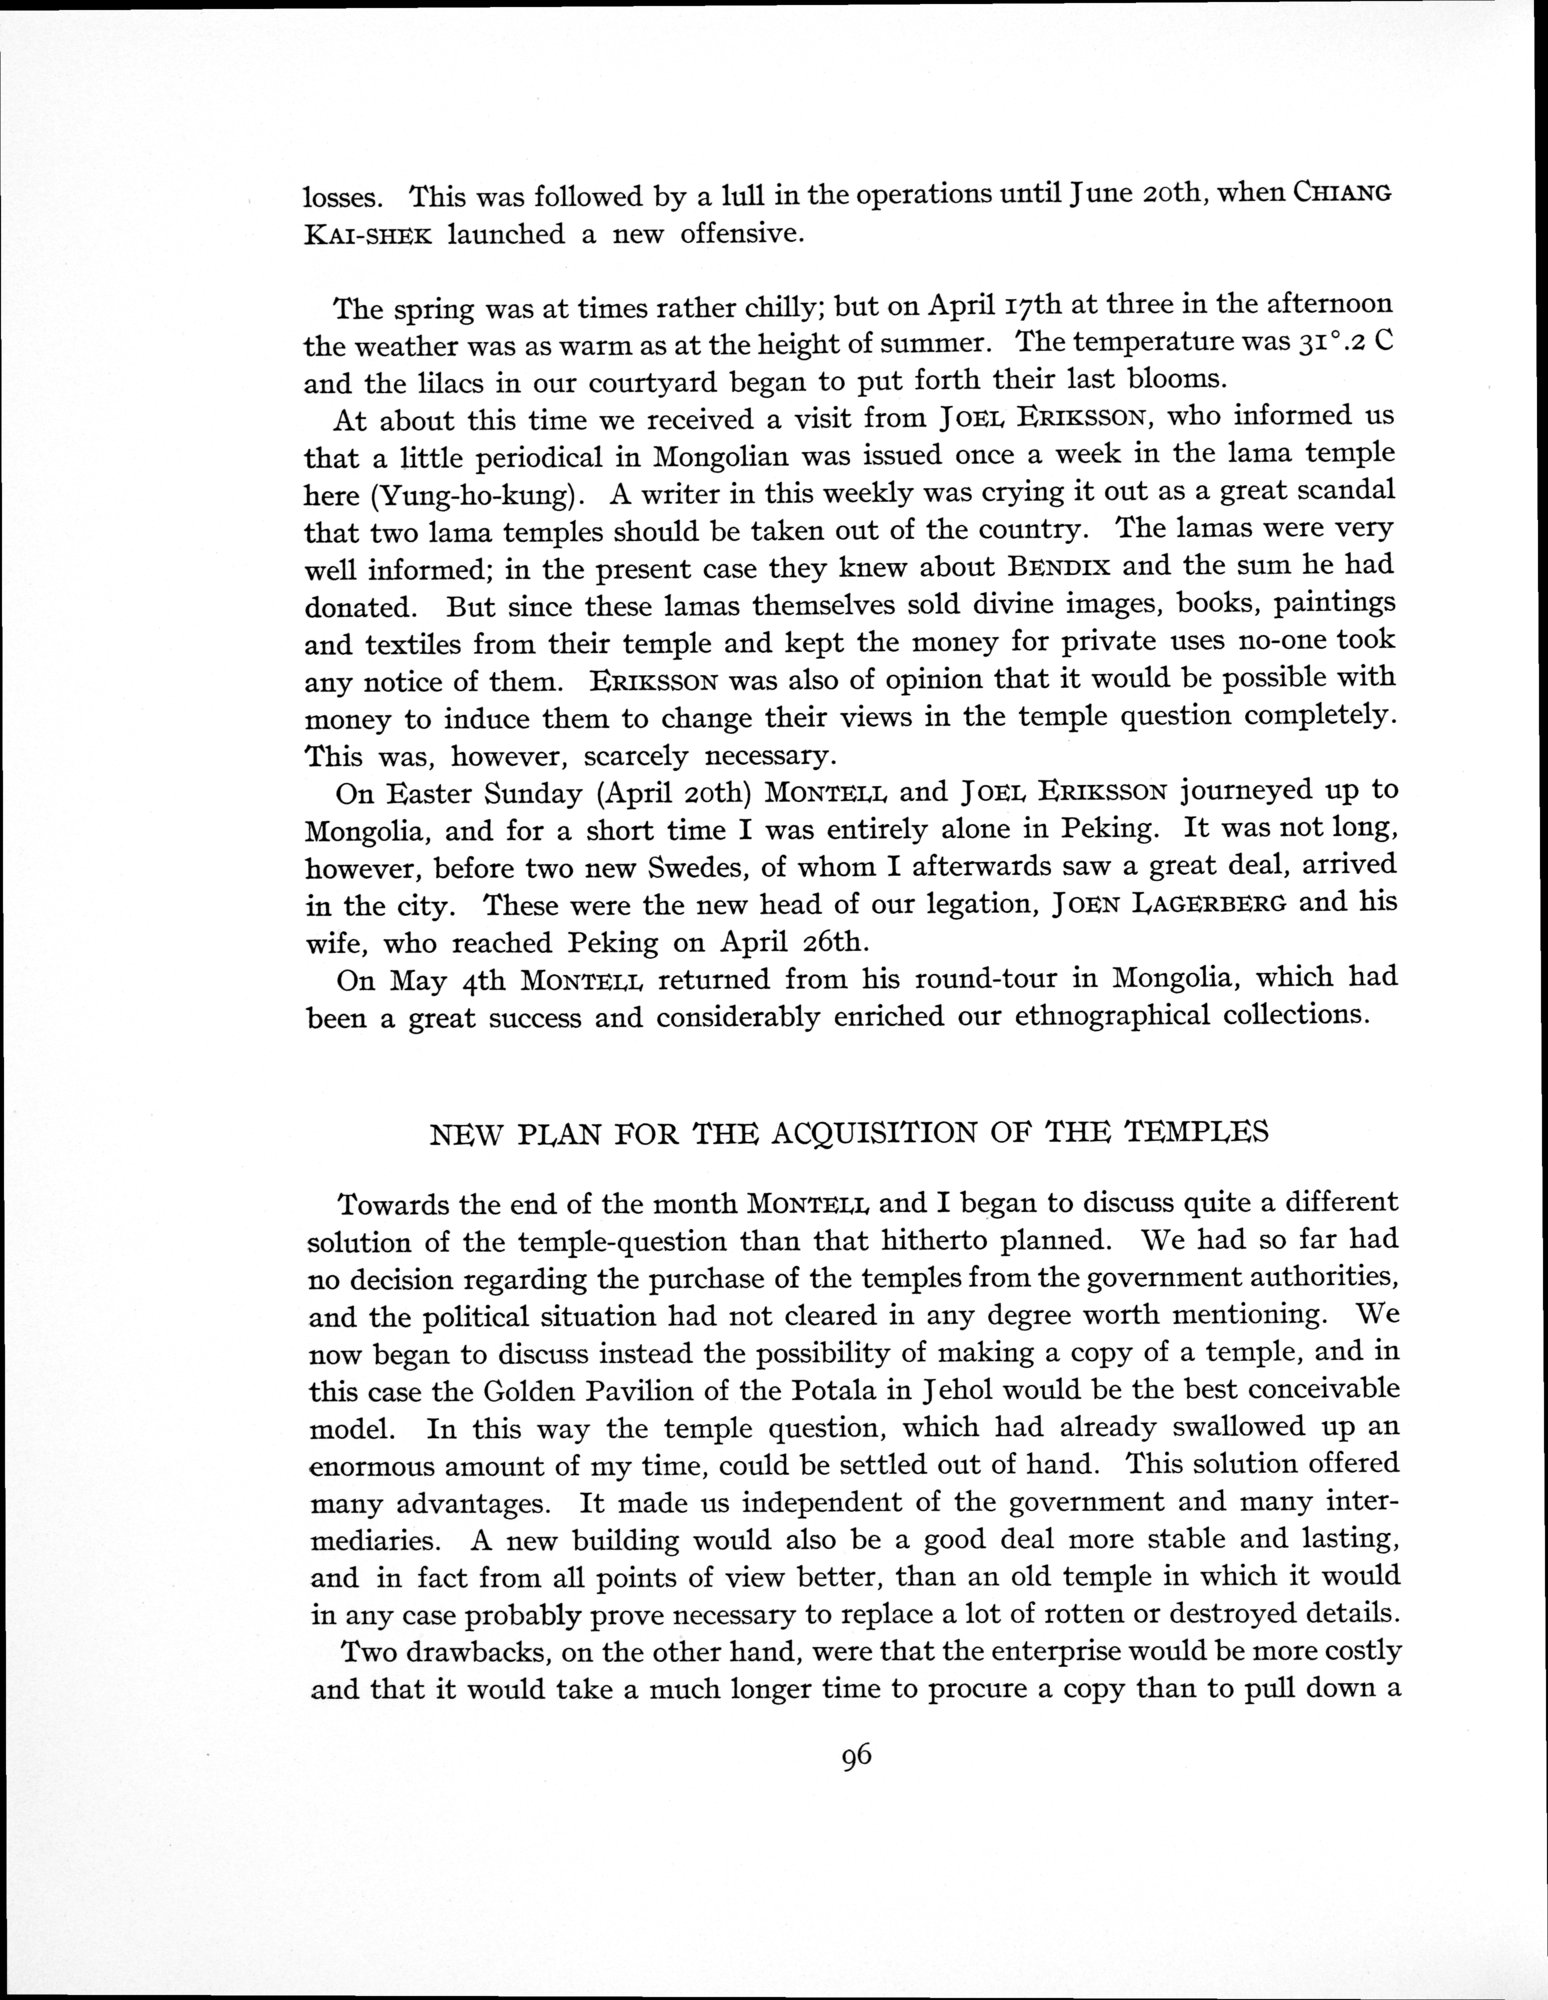 losses. This was followed by a lull in the operations until June 20th, when CHIANG
KAI-SHEK launched a new offensive.
The spring was at times rather chilly; but on April 17th at three in the afternoon
the weather was as warm as at the height of summer. The temperature was 31°.2 C
and the lilacs in our courtyard began to put forth their last blooms.
At about this time we received a visit from JOEL ERIKSSON, who informed us
that a little periodical in Mongolian was issued once a week in the lama temple
here (Yung-ho-kung). A writer in this weekly was crying it out as a great scandal
that two lama temples should be taken out of the country. The lamas were very
well informed; in the present case they knew about BENDIX and the sum he had
donated. But since these lamas themselves sold divine images, books, paintings
and textiles from their temple and kept the money for private uses no-one took
any notice of them. ERIKSSON was also of opinion that it would be possible with
money to induce them to change their views in the temple question completely.
This was, however, scarcely necessary.
On Easter Sunday (April 20th) MONTELL and JOEL ERIKSSON journeyed up to
Mongolia, and for a short time I was entirely alone in Peking. It was not long,
however, before two new Swedes, of whom I afterwards saw a great deal, arrived
in the city. These were the new head of our legation, JOEN LAGERBERG and his
wife, who reached Peking on April 26th.
On May 4th MONTELL returned from his round-tour in Mongolia, which had
been a great success and considerably enriched our ethnographical collections.
NEW PLAN FOR THE ACQUISITION OF THE TEMPLES
Towards the end of the month MONTELL and I began to discuss quite a different
solution of the temple-question than that hitherto planned. We had so far had
no decision regarding the purchase of the temples from the government authorities,
and the political situation had not cleared in any degree worth mentioning. We
now began to discuss instead the possibility of making a copy of a temple, and in
this case the Golden Pavilion of the Potala in Jehol would be the best conceivable
model. In this way the temple question, which had already swallowed up an
enormous amount of my time, could be settled out of hand. This solution offered
many advantages. It made us independent of the government and many inter-
mediaries. A new building would also be a good deal more stable and lasting,
and in fact from all points of view better, than an old temple in which it would
in any case probably prove necessary to replace a lot of rotten or destroyed details.
Two drawbacks, on the other hand, were that the enterprise would be more costly
and that it would take a much longer time to procure a copy than to pull down a
96